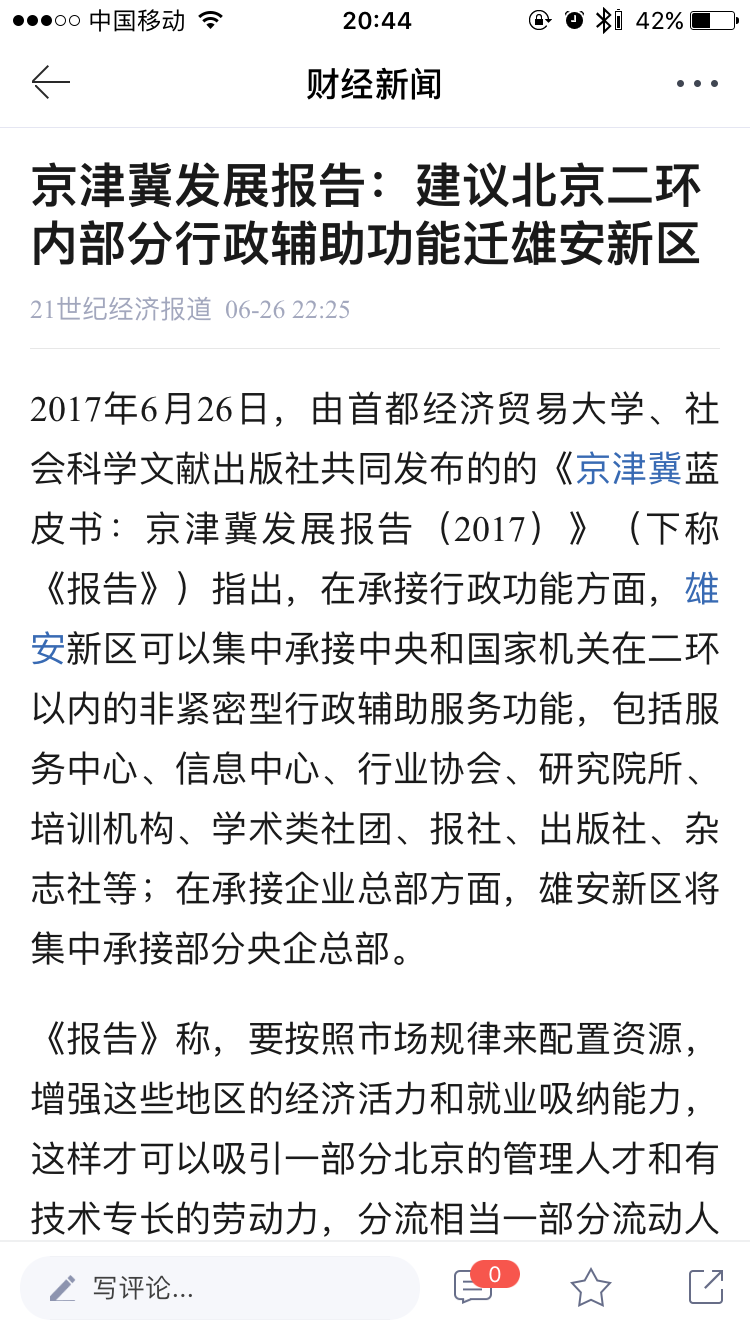 中国移动
20:44
42%
财经新闻
京津冀发展报告：建议北京二环
内部分行政辅助功能迁雄安新区
21世纪经济报道 06-26 22:25
2017年6月26日，由首都经济贸易大学、社
会科学文献出版社共同发布的的《京津冀蓝
皮书：京津冀发展报告（2017）》（下称
《报告》）指出，在承接行政功能方面，雄
安新区可以集中承接中央和国家机关在二环
以内的非紧密型行政辅助服务功能，包括服
务中心、信息中心、行业协会、研究院所、
培训机构、学术类社团、报社、出版社、杂
志社等；在承接企业总部方面，雄安新区将
集中承接部分央企总部。
《报告》称，要按照市场规律来配置资源，
增强这些地区的经济活力和就业吸纳能力，
这样才可以吸引一部分北京的管理人才和有
技术专长的劳动力，分流相当一部分流动人
写评论...
0